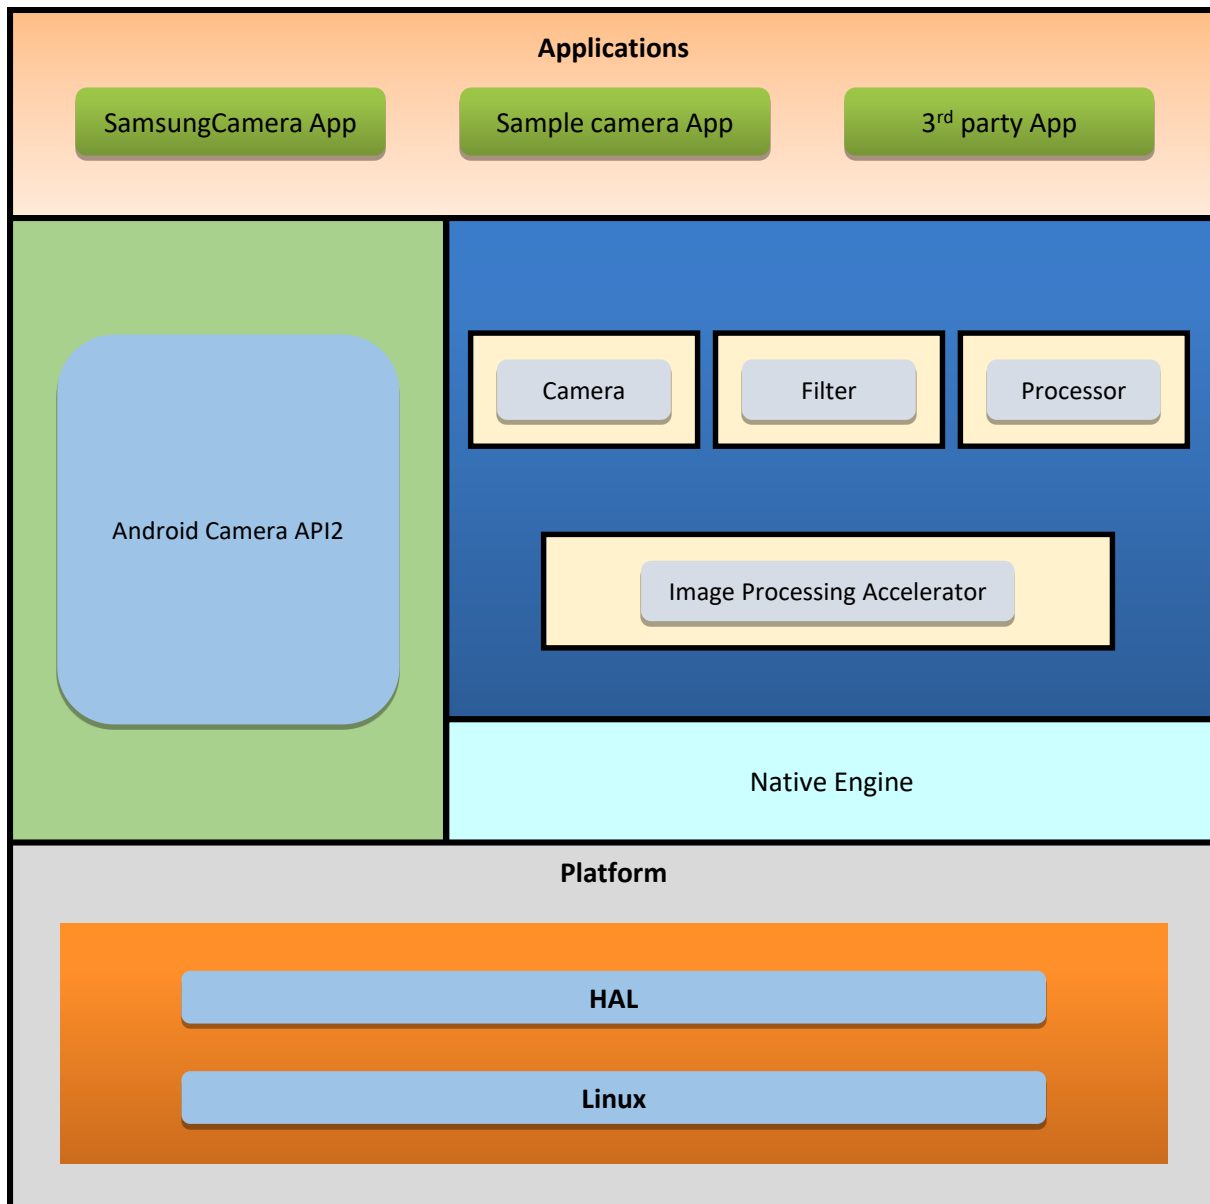 Applications
SamsungCamera App
Sample camera App
3rd party App
Camera
Filter
Processor
Android Camera API2
Image Processing Accelerator
Native Engine
Platform
HAL
Linux